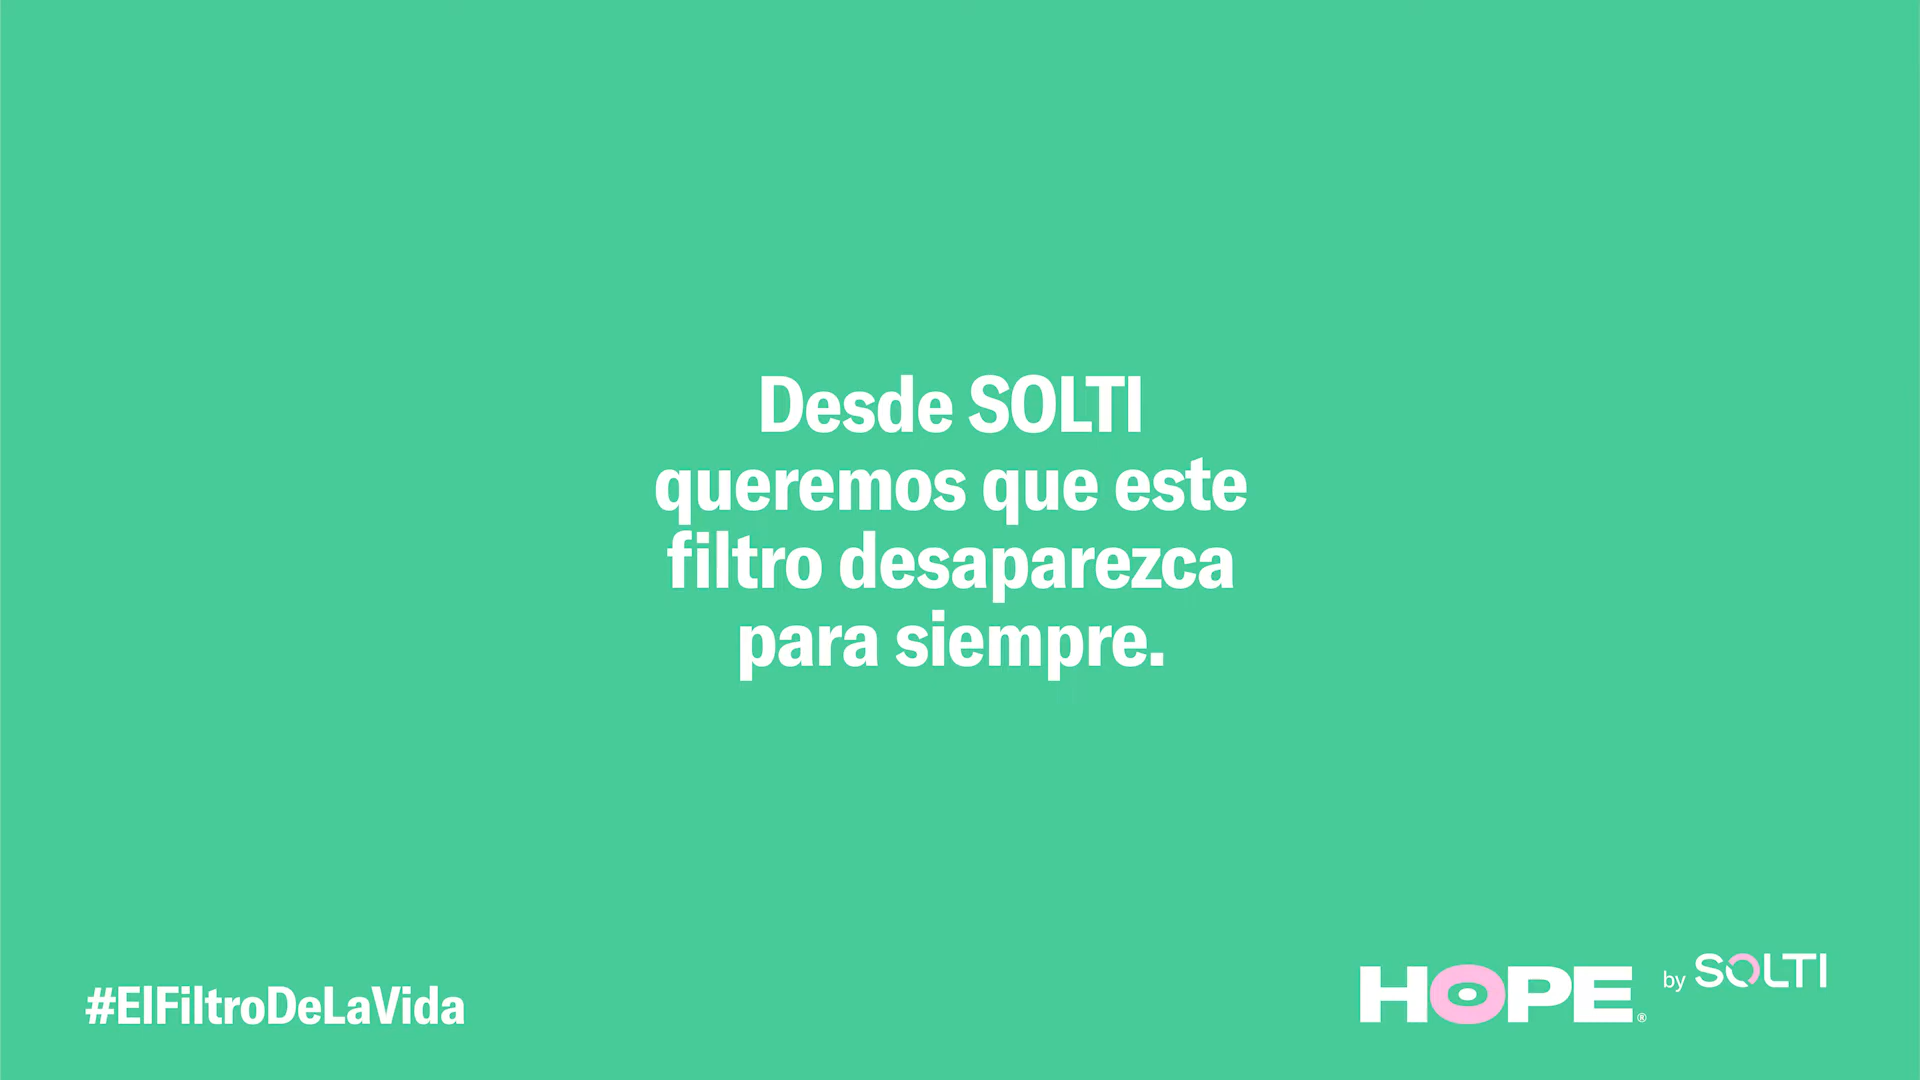 Desde SOLTI
queremos que este
filtro desaparezca
para siempre.
#ElFiltroDeLaVida
HOPE® by SOLTI